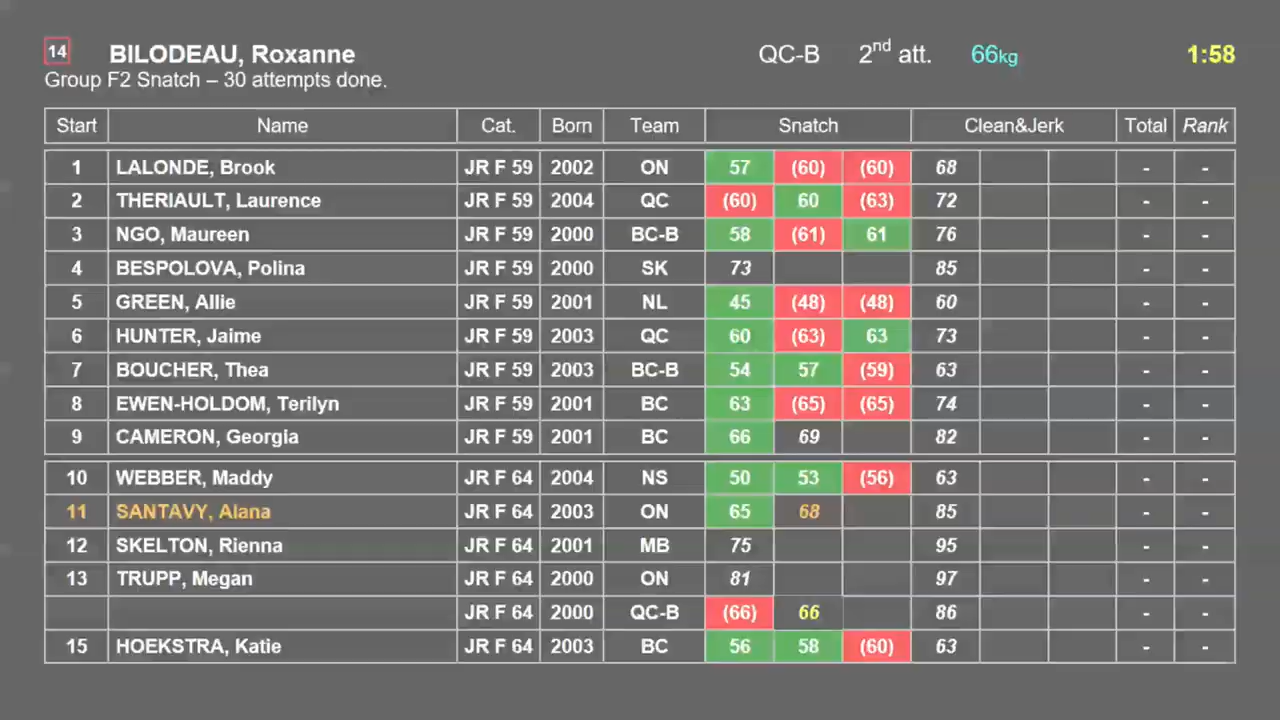 14 BILODEAU, Roxanne QC-B 2nd att. 66kg 1:58
Group F2 Snatch – 30 attempts done.
Start Name Cat. Born Team Snatch Clean&Jerk Total Rank
1 LALONDE, Brook JR F 59 2002 ON 57 (60) (60) 68 - -
2 THERIAULT, Laurence JR F 59 2004 QC (60) 60 (63) 72 - -
3 NGO, Maureen JR F 59 2000 BC-B 58 (61) 61 76 - -
4 BESPOLOVA, Polina JR F 59 2000 SK 73 85 - -
5 GREEN, Allie JR F 59 2001 NL 45 (48) (48) 60 - -
6 HUNTER, Jaime JR F 59 2003 QC 60 (63) 63 73 - -
7 BOUCHER, Thea JR F 59 2003 BC-B 54 57 (59) 63 - -
8 EWEN-HOLDOM, Terilyn JR F 59 2001 BC 63 (65) (65) 74 - -
9 CAMERON, Georgia JR F 59 2001 BC 66 69 82 - -
10 WEBBER, Maddy JR F 64 2004 NS 50 53 (56) 63 - -
11 SANTAVY, Alana JR F 64 2003 ON 65 68 85 - -
12 SKELTON, Rienna JR F 64 2001 MB 75 95 - -
13 TRUPP, Megan JR F 64 2000 ON 81 97 - -
JR F 64 2000 QC-B (66) 66 86 - -
15 HOEKSTRA, Katie JR F 64 2003 BC 56 58 (60) 63 - -